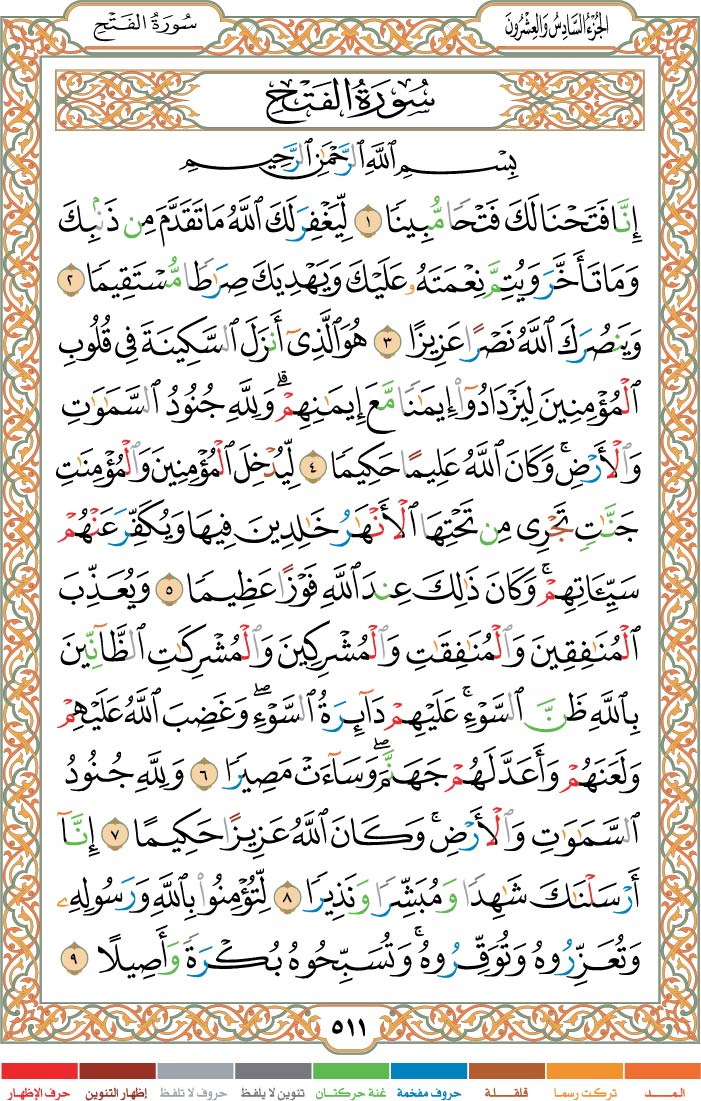 الجُزْءُ السَّادِسُ وَالعِشْرُونَ
سُورَةُ الفَتْحِ
سُورَةُ الفَتْحِ
بِسْمِ ٱللَّهِ ٱلرَّحْمَٰنِ ٱلرَّحِيمِ
إِنَّا فَتَحْنَا لَكَ فَتْحًا مُّبِينًا ١ لِّيَغْفِرَ لَكَ ٱللَّهُ مَا تَقَدَّمَ مِن ذَنۢبِكَ
وَمَا تَأَخَّرَ وَيُتِمَّ نِعْمَتَهُۥ عَلَيْكَ وَيَهْدِيَكَ صِرَٰطًا مُّسْتَقِيمًا ٢
وَيَنصُرَكَ ٱللَّهُ نَصْرًا عَزِيزًا ٣ هُوَ ٱلَّذِىٓ أَنزَلَ ٱلسَّكِينَةَ فِى قُلُوبِ
ٱلْمُؤْمِنِينَ لِيَزْدَادُوٓا۟ إِيمَٰنًا مَّعَ إِيمَٰنِهِمْ ۗ وَلِلَّهِ جُنُودُ ٱلسَّمَٰوَٰتِ
وَٱلْأَرْضِ ۚ وَكَانَ ٱللَّهُ عَلِيمًا حَكِيمًا ٤ لِّيُدْخِلَ ٱلْمُؤْمِنِينَ وَٱلْمُؤْمِنَٰتِ
جَنَّٰتٍ تَجْرِى مِن تَحْتِهَا ٱلْأَنْهَٰرُ خَٰلِدِينَ فِيهَا وَيُكَفِّرَ عَنْهُمْ
سَيِّـَٔاتِهِمْ ۚ وَكَانَ ذَٰلِكَ عِندَ ٱللَّهِ فَوْزًا عَظِيمًا ٥ وَيُعَذِّبَ
ٱلْمُنَٰفِقِينَ وَٱلْمُنَٰفِقَٰتِ وَٱلْمُشْرِكِينَ وَٱلْمُشْرِكَٰتِ ٱلظَّآنِّينَ
بِٱللَّهِ ظَنَّ ٱلسَّوْءِ ۚ عَلَيْهِمْ دَآئِرَةُ ٱلسَّوْءِ ۖ وَغَضِبَ ٱللَّهُ عَلَيْهِمْ
وَلَعَنَهُمْ وَأَعَدَّ لَهُمْ جَهَنَّمَ ۖ وَسَآءَتْ مَصِيرًا ٦ وَلِلَّهِ جُنُودُ
ٱلسَّمَٰوَٰتِ وَٱلْأَرْضِ ۚ وَكَانَ ٱللَّهُ عَزِيزًا حَكِيمًا ٧ إِنَّآ
أَرْسَلْنَٰكَ شَٰهِدًا وَمُبَشِّرًا وَنَذِيرًا ٨ لِّتُؤْمِنُوا۟ بِٱللَّهِ وَرَسُولِهِۦ
وَتُعَزِّرُوهُ وَتُوَقِّرُوهُ ۚ وَتُسَبِّحُوهُ بُكْرَةً وَأَصِيلًا ٩
٥١١
المــد تركت رسما قلقلة حروف مفخمة غنة حركتان تنوين لا يلفظ حروف لا تلفظ إظهار التنوين حرف الإظهار